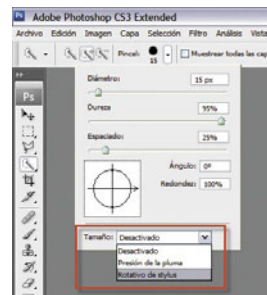 Ps Adobe Photoshop CS3 Extended
Archivo Edición Imagen Capa Selección Filtro Análisis Vista
Pincel: 15 Muestrear todas las cap
Ps
Diámetro: 15 px
Dureza 95%
Espaciado: 25%
Ángulo: 0º
Redondez: 100%
Tamaño: Desactivado
Desactivado
Presión de la pluma
Rotativo de stylus